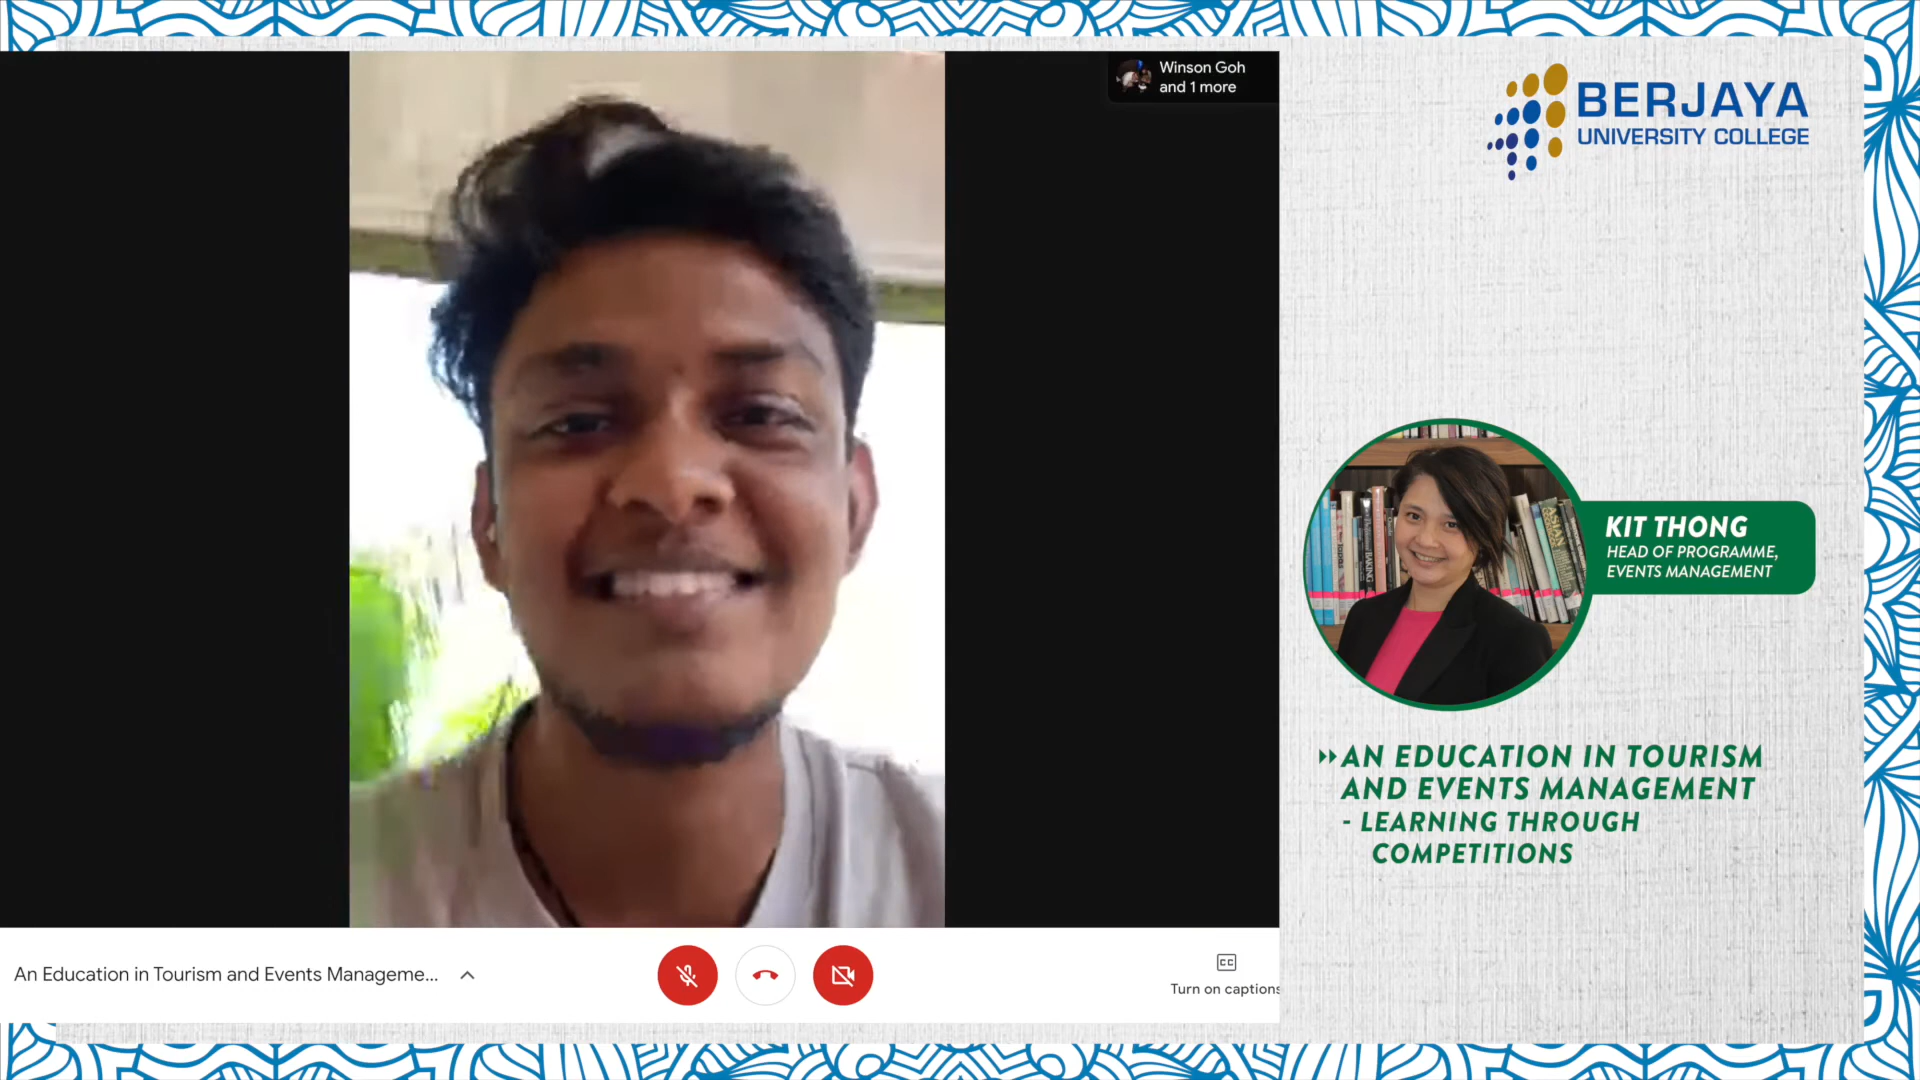 Winson Goh
and 1 more
BERJAYA
UNIVERSITY COLLEGE
KIT THONG
HEAD OF PROGRAMME,
EVENTS MANAGEMENT
AN EDUCATION IN TOURISM
AND EVENTS MANAGEMENT
- LEARNING THROUGH
COMPETITIONS
An Education in Tourism and Events Manageme...
CC
Turn on captions